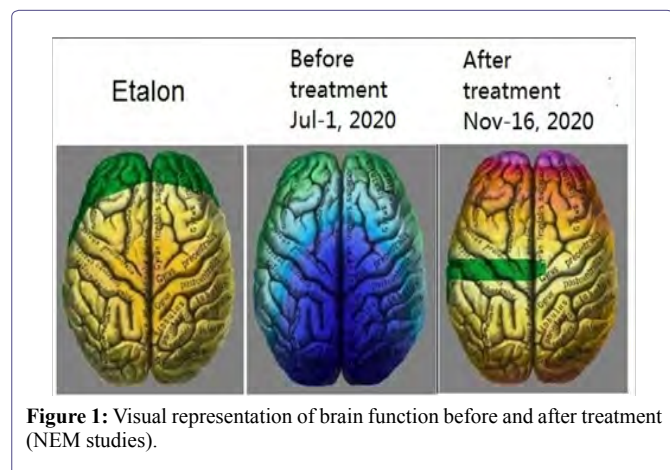 Etalon
Before
treatment
Jul-1, 2020
After
treatment
Nov-16, 2020
Figure 1: Visual representation of brain function before and after treatment
(NEM studies).